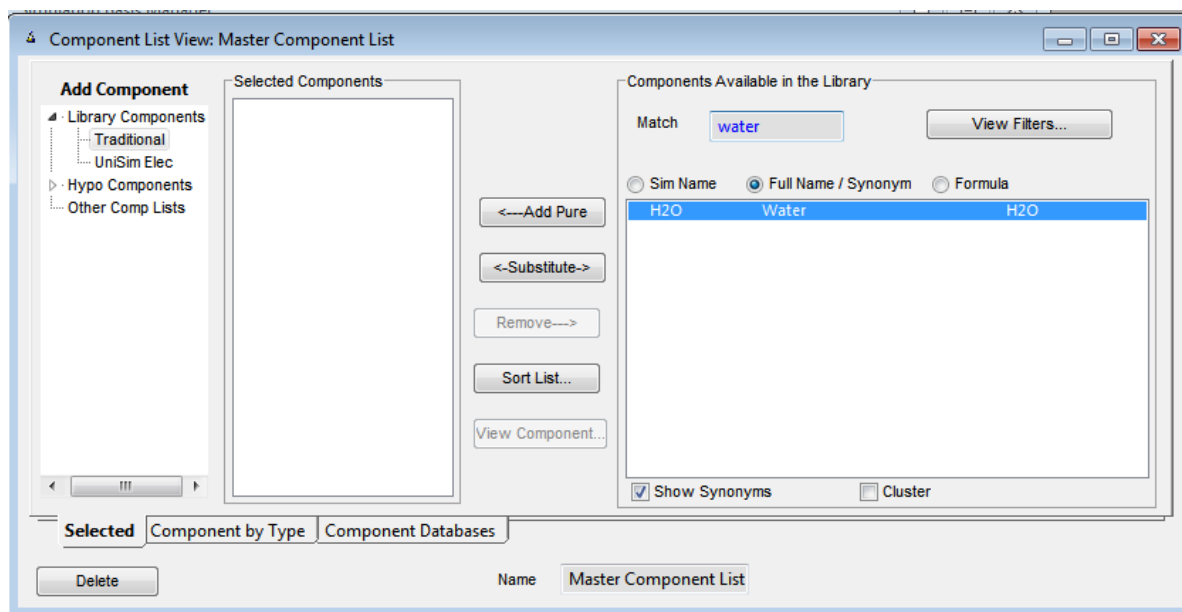 Simulation Basis Manager
Component List View: Master Component List
Add Component
Library Components
Traditional
UniSim Elec
Hypo Components
Other Comp Lists
Selected Components
<---Add Pure
<-Substitute->
Remove--->
Sort List...
View Component...
Components Available in the Library
Match water View Filters...
Sim Name Full Name / Synonym Formula
H2O Water H2O
Show Synonyms Cluster
Selected Component by Type Component Databases
Delete Name Master Component List